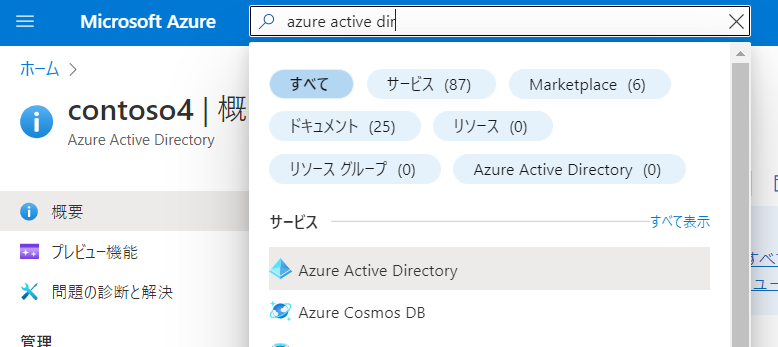 Microsoft Azure
azure active dir
ホーム
contoso4 | 概
Azure Active Directory
概要
プレビュー機能
問題の診断と解決
管理
すべて
サービス (87)
Marketplace (6)
ドキュメント (25)
リソース (0)
リソース グループ (0)
Azure Active Directory (0)
サービス
すべて表示
Azure Active Directory
Azure Cosmos DB